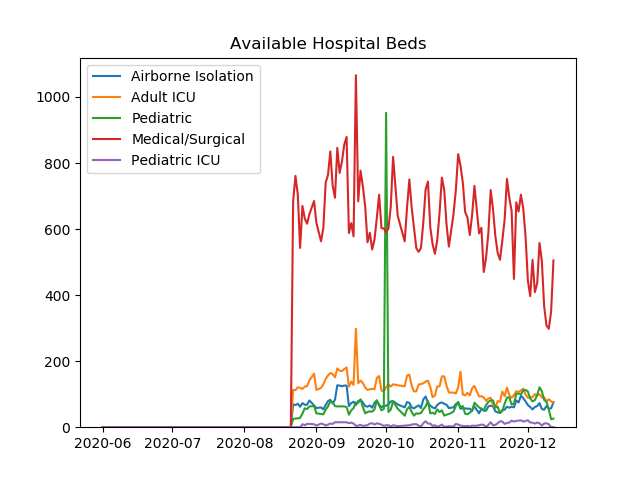 Available Hospital Beds
Airborne Isolation
Adult ICU
Pediatric
Medical/Surgical
Pediatric ICU
1000
800
600
400
200
0
2020-06 2020-07 2020-08 2020-09 2020-10 2020-11 2020-12